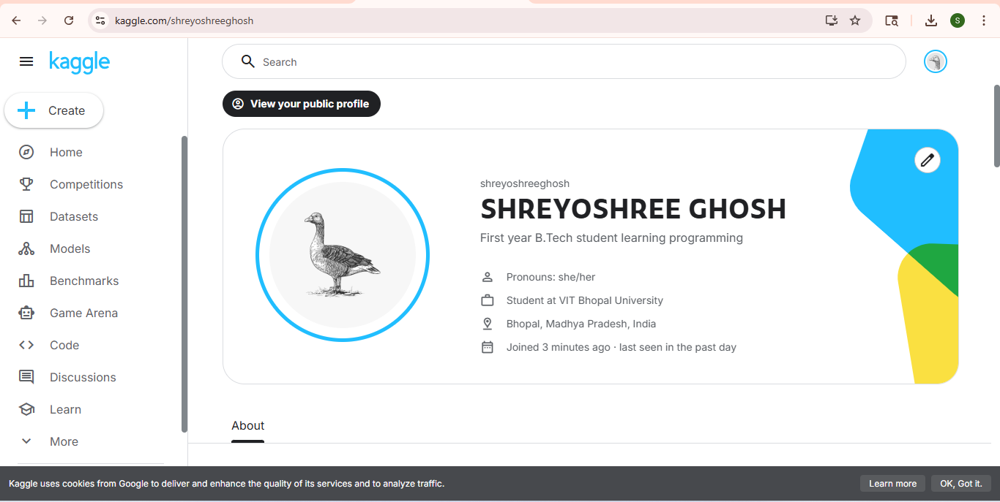 kaggle.com/shreyoshreeghosh
S
kaggle
Search
Create
View your public profile
Home
Competitions
Datasets
Models
Benchmarks
Game Arena
Code
Discussions
Learn
More
shreyoshreeghosh
SHREYOSHREE GHOSH
First year B.Tech student learning programming
Pronouns: she/her
Student at VIT Bhopal University
Bhopal, Madhya Pradesh, India
Joined 3 minutes ago · last seen in the past day
About
Kaggle uses cookies from Google to deliver and enhance the quality of its services and to analyze traffic.
Learn more
OK, Got it.